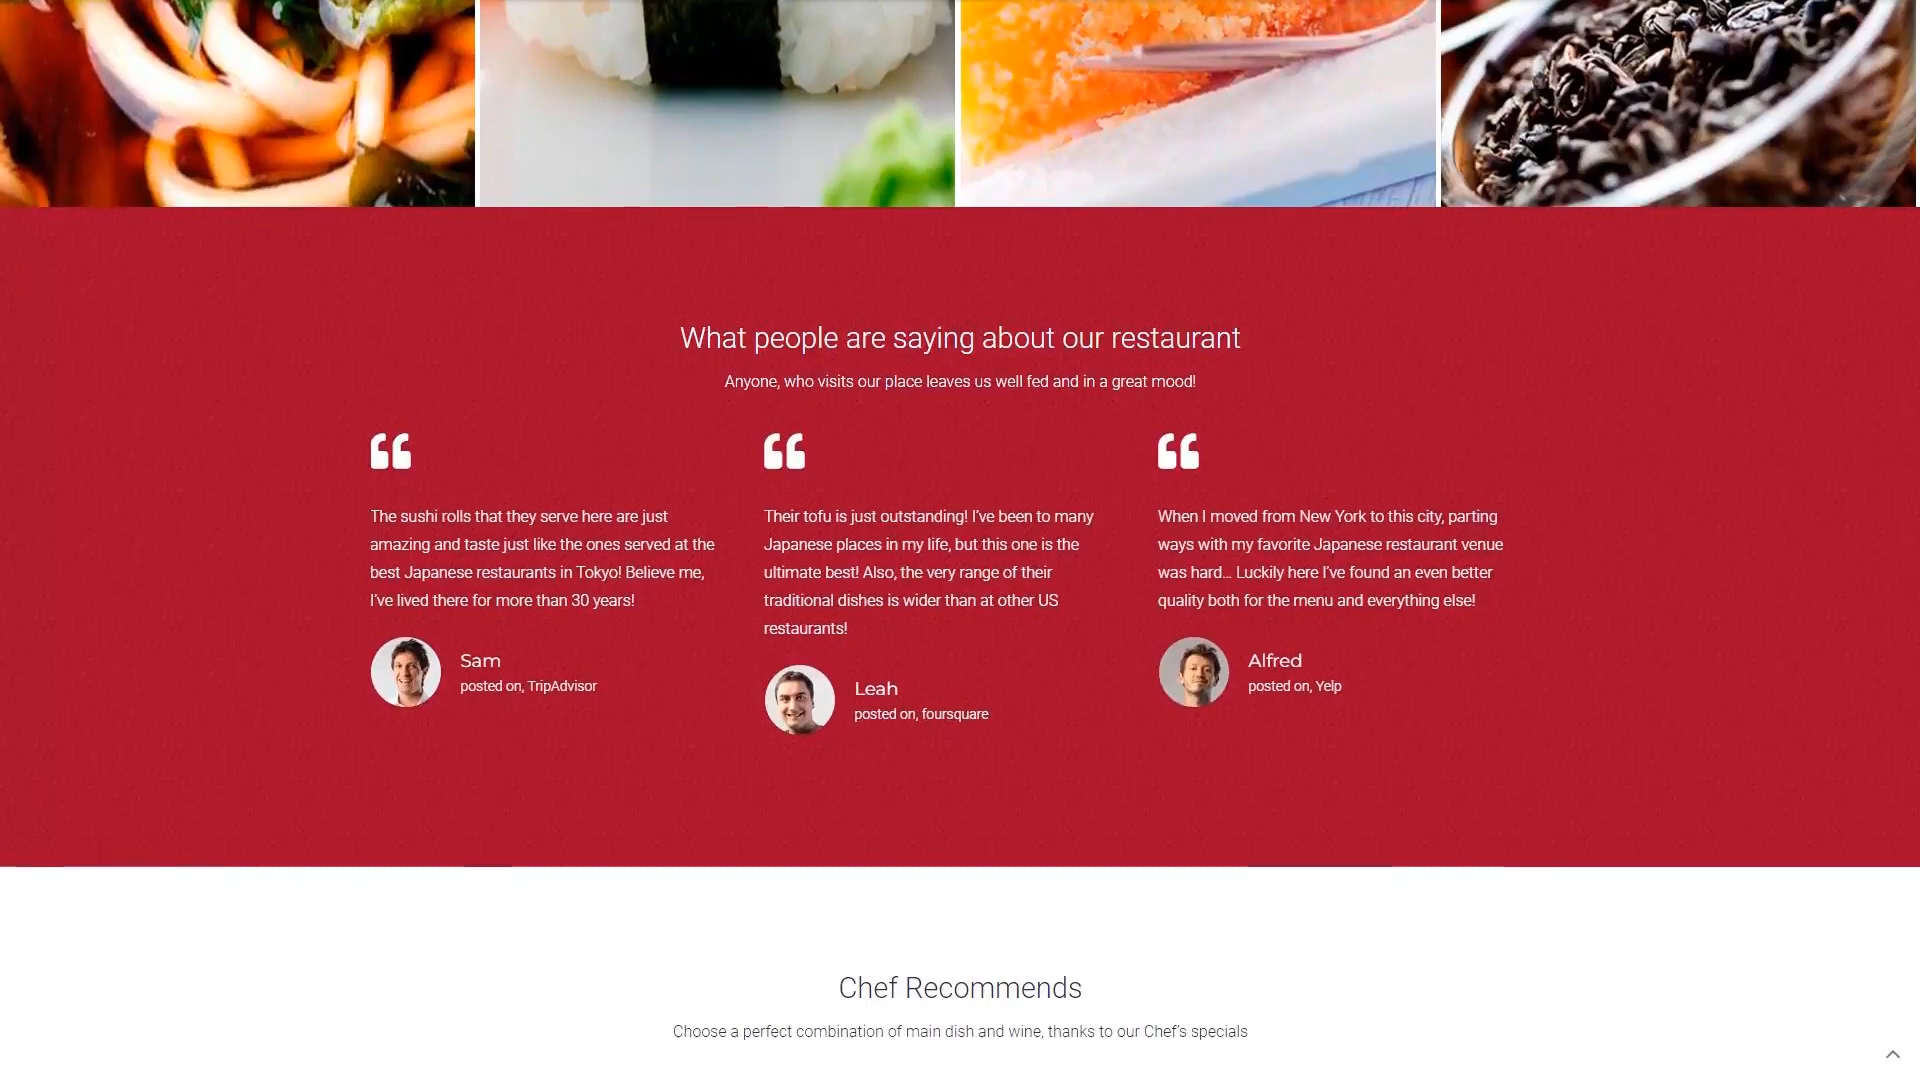 What people are saying about our restaurant
Anyone, who visits our place leaves us well fed and in a great mood!
The sushi rolls that they serve here are just
amazing and taste just like the ones served at the
best Japanese restaurants in Tokyo! Believe me,
I've lived there for more than 30 years!
Sam
posted on, TripAdvisor
Their tofu is just outstanding! I've been to many
Japanese places in my life, but this one is the
ultimate best! Also, the very range of their
traditional dishes is wider than at other US
restaurants!
Leah
posted on, foursquare
When I moved from New York to this city, parting
ways with my favorite Japanese restaurant venue
was hard... Luckily here I've found an even better
quality both for the menu and everything else!
Alfred
posted on, Yelp
Chef Recommends
Choose a perfect combination of main dish and wine, thanks to our Chef's specials